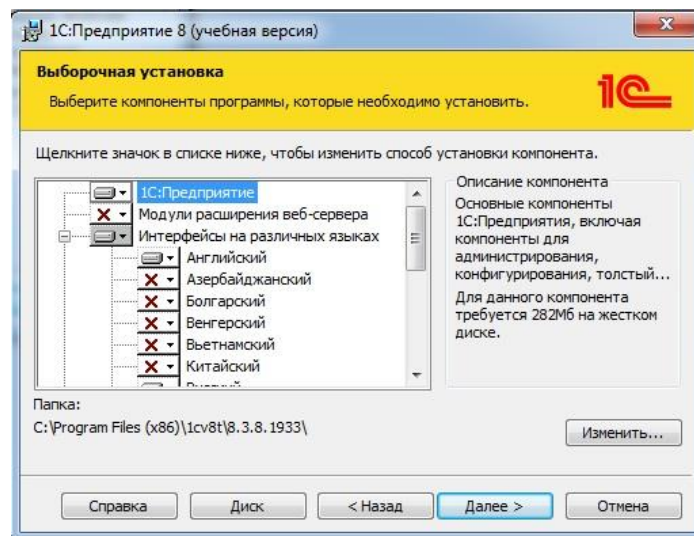 1С:Предприятие 8 (учебная версия)
Выборочная установка
Выберите компоненты программы, которые необходимо установить.
1С
Щелкните значок в списке ниже, чтобы изменить способ установки компонента.
1С:Предприятие
Модули расширения веб-сервера
Интерфейсы на различных языках
Английский
Азербайджанский
Болгарский
Венгерский
Вьетнамский
Китайский
Описание компонента
Основные компоненты
1С:Предприятия, включая
компоненты для
администрирования,
конфигурирования, толстый...
Для данного компонента
требуется 282Мб на жестком
диске.
Папка:
C:\Program Files (x86)\1cv8t\8.3.8.1933\
Изменить...
Справка
Диск
< Назад
Далее >
Отмена